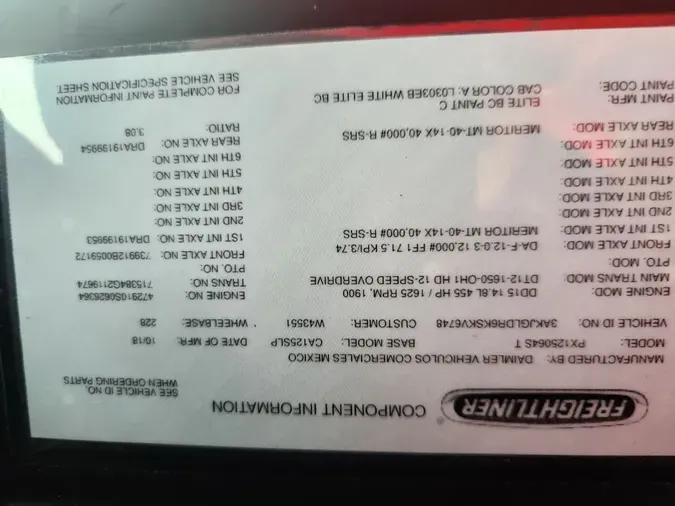 FREIGHTLINER COMPONENT INFORMATION SEE VEHICLE ID NO. WHEN ORDERING PARTS
MANUFACTURED BY: DAIMLER VEHICULOS COMERCIALES MEXICO
MODEL: PX125064S T BASE MODEL: CA125SLP DATE OF MFR: 10/18
VEHICLE ID NO: 3AKJGLDR6KSKV6748 CUSTOMER: W43551 WHEELBASE: 228
ENGINE MOD: DD15 14.8L 455 HP / 1625 RPM, 1900 ENGINE NO: 472910S0626364
MAIN TRANS MOD: DT12-1650-OH1 HD 12-SPEED OVERDRIVE TRANS NO: 715384G2119674
PTO. MOD: PTO. NO:
FRONT AXLE MOD: DA-F-12.0-3 12,000# FF1 71.5 KPI/3.74 FRONT AXLE NO: 739912B0059172
1ST INT AXLE MOD: MERITOR MT-40-14X 40,000# R-SRS 1ST INT AXLE NO: DRA19199953
2ND INT AXLE MOD: 2ND INT AXLE NO:
3RD INT AXLE MOD: 3RD INT AXLE NO:
4TH INT AXLE MOD: 4TH INT AXLE NO:
5TH INT AXLE MOD: 5TH INT AXLE NO:
6TH INT AXLE MOD: 6TH INT AXLE NO:
REAR AXLE MOD: MERITOR MT-40-14X 40,000# R-SRS REAR AXLE NO: DRA19199954
RATIO: 3.08
PAINT MFR: ELITE BC PAINT C
PAINT CODE: CAB COLOR A: L0303EB WHITE ELITE BC
FOR COMPLETE PAINT INFORMATION
SEE VEHICLE SPECIFICATION SHEET.